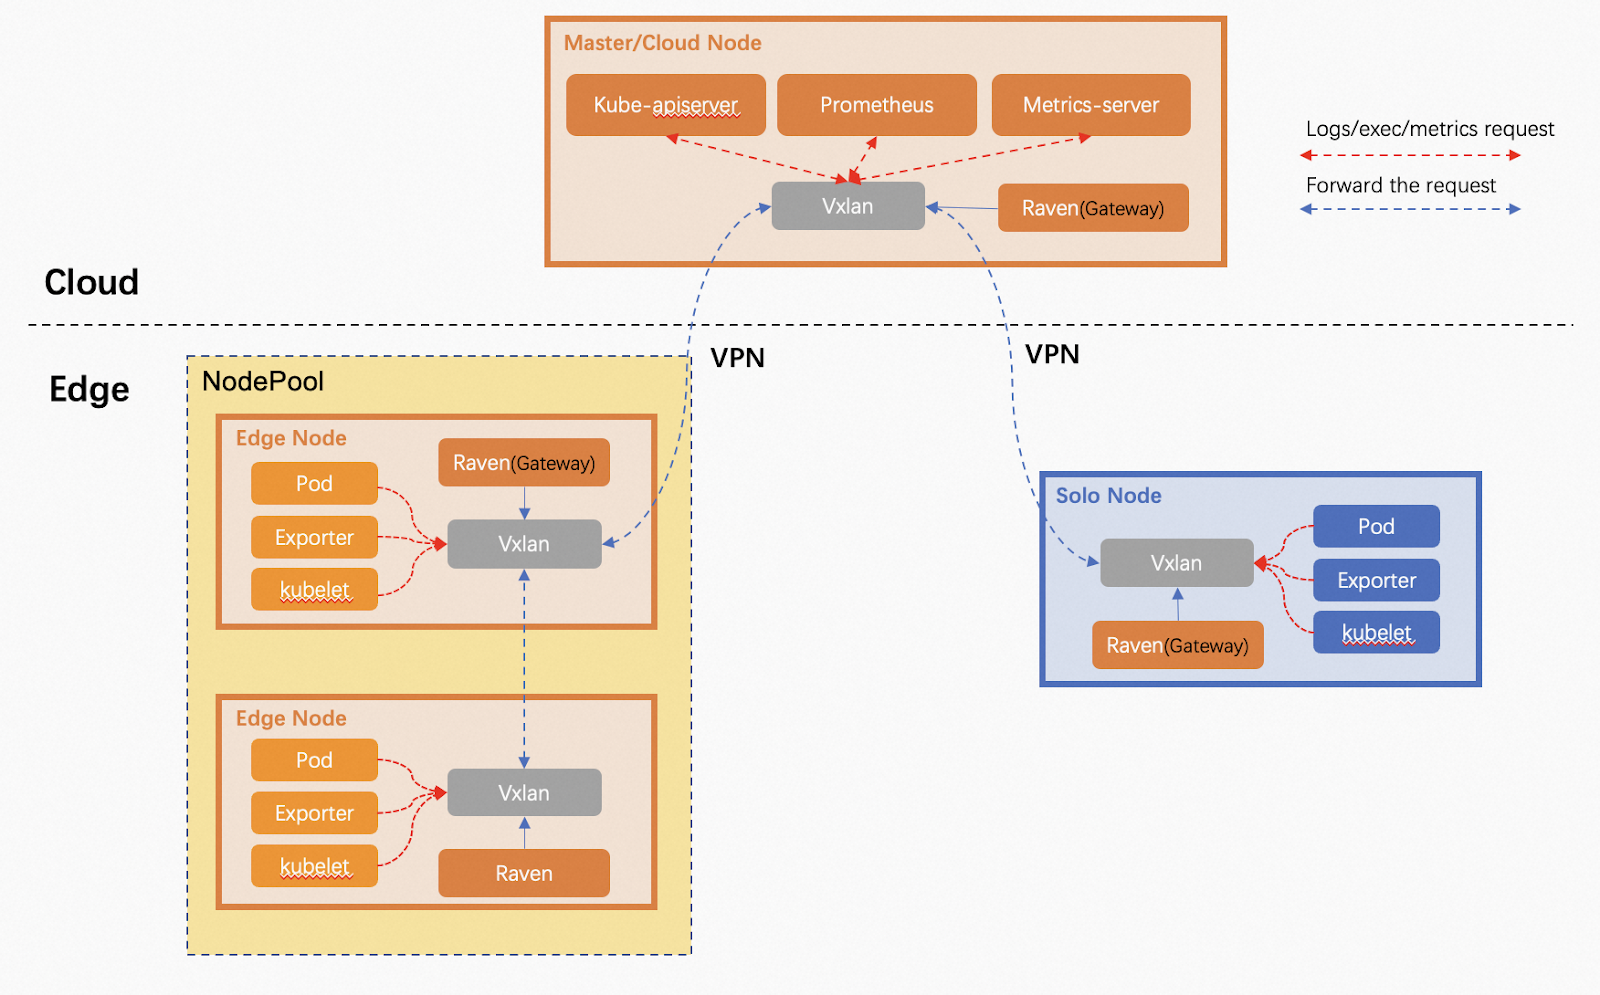 Master/Cloud Node
Kube-apiserver
Prometheus
Metrics-server
Vxlan
Raven(Gateway)
Logs/exec/metrics request
Forward the request
Cloud
Edge
VPN
VPN
NodePool
Edge Node
Raven(Gateway)
Pod
Exporter
kubelet
Vxlan
Edge Node
Pod
Exporter
kubelet
Vxlan
Raven
Solo Node
Vxlan
Raven(Gateway)
Pod
Exporter
kubelet